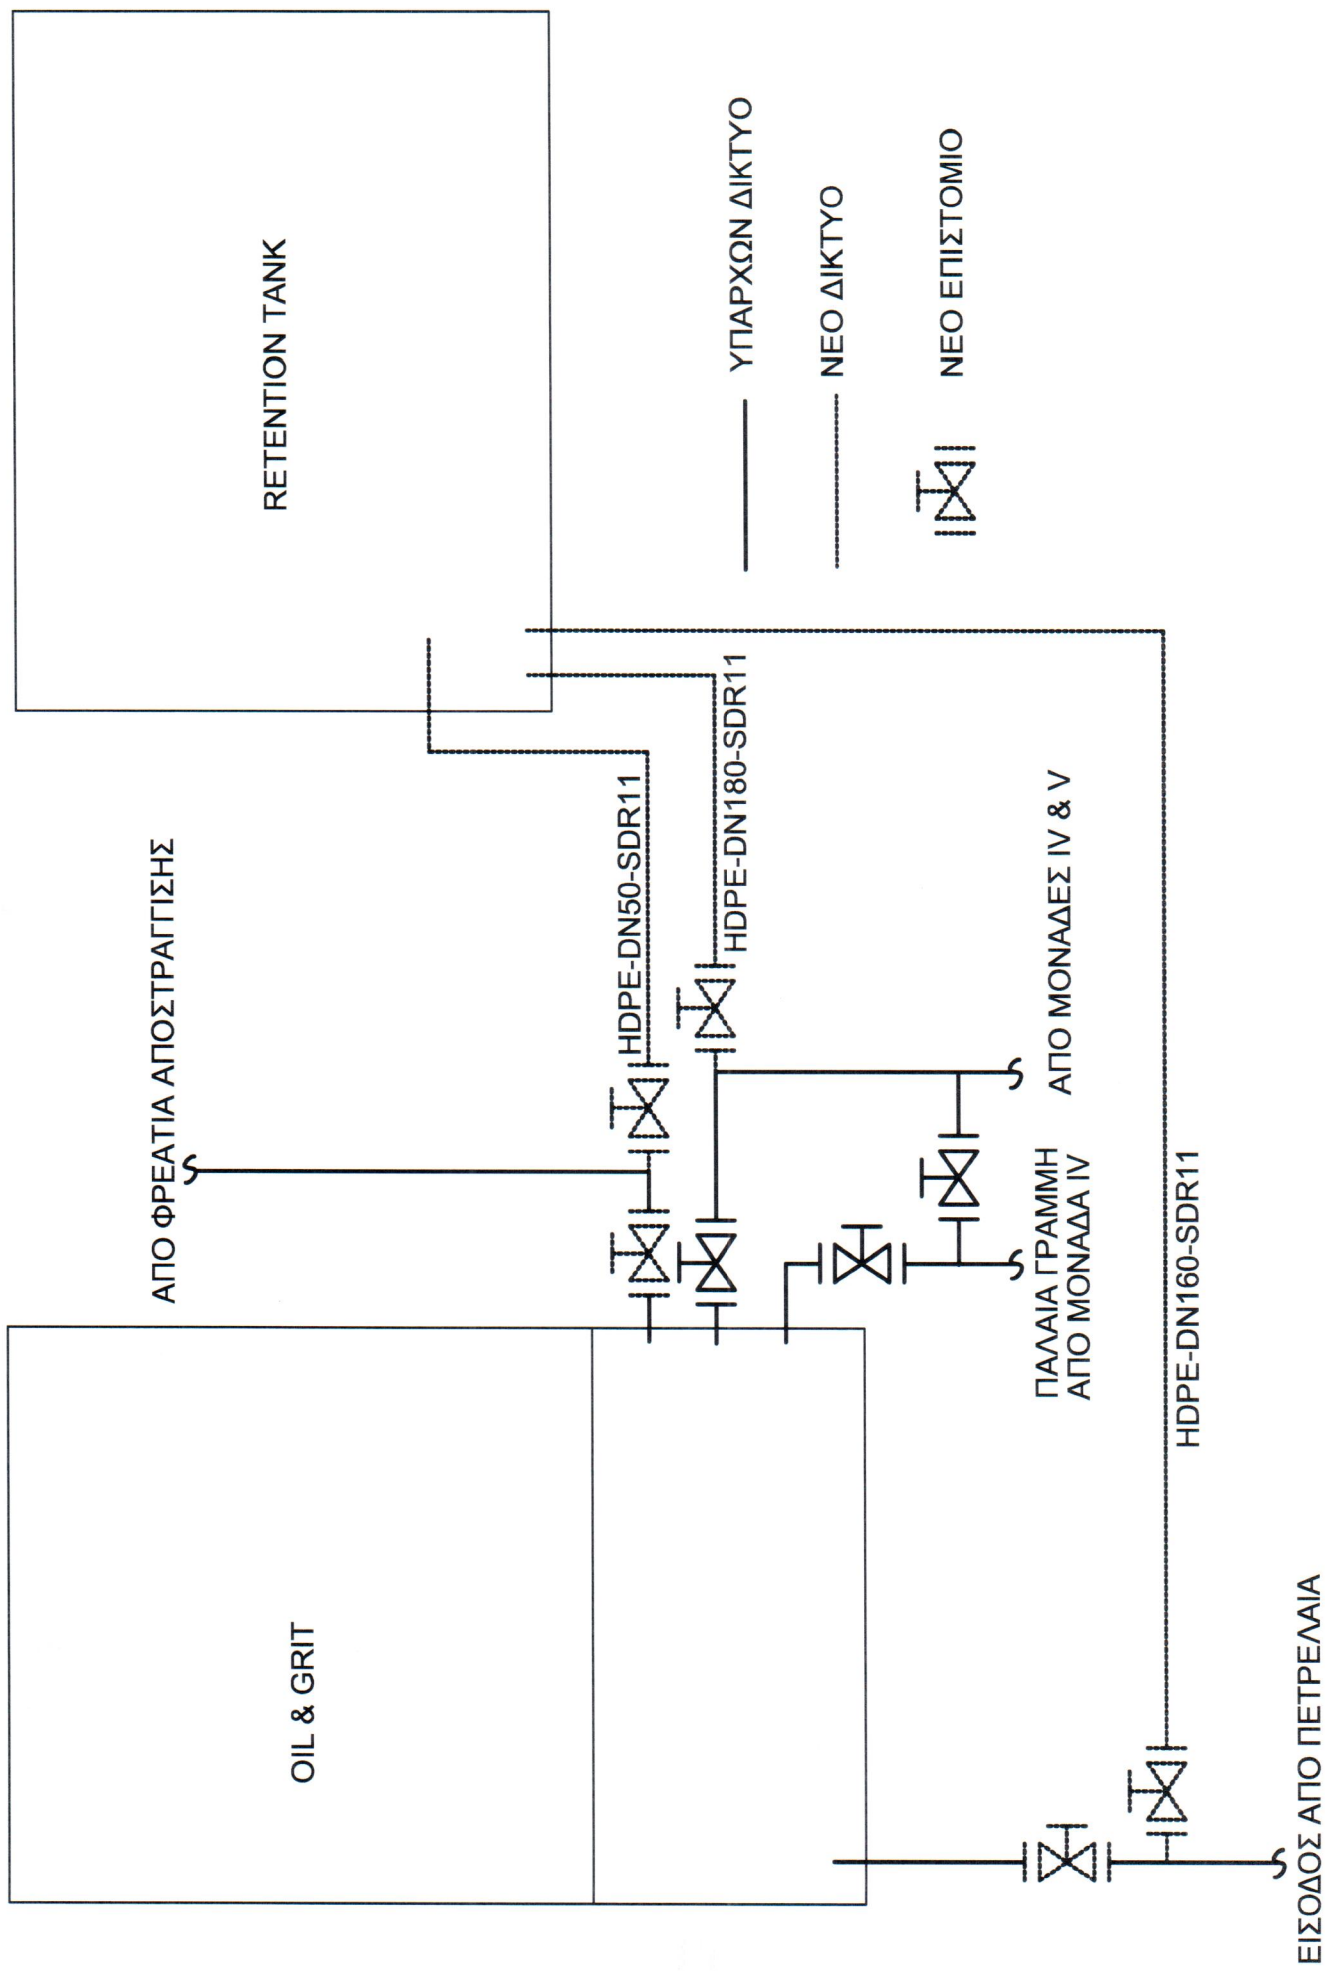 OIL & GRIT
RETENTION TANK
ΑΠΟ ΦΡΕΑΤΙΑ ΑΠΟΣΤΡΑΓΓΙΣΗΣ
HDPE-DN50-SDR11
HDPE-DN180-SDR11
ΥΠΑΡΧΩΝ ΔΙΚΤΥΟ
ΝΕΟ ΔΙΚΤΥΟ
ΝΕΟ ΕΠΙΣΤΟΜΙΟ
ΠΑΛΑΙΑ ΓΡΑΜΜΗ
ΑΠΟ ΜΟΝΑΔΑ IV
ΑΠΟ ΜΟΝΑΔΕΣ IV & V
HDPE-DN160-SDR11
ΕΙΣΟΔΟΣ ΑΠΟ ΠΕΤΡΕΛΑΙΑ